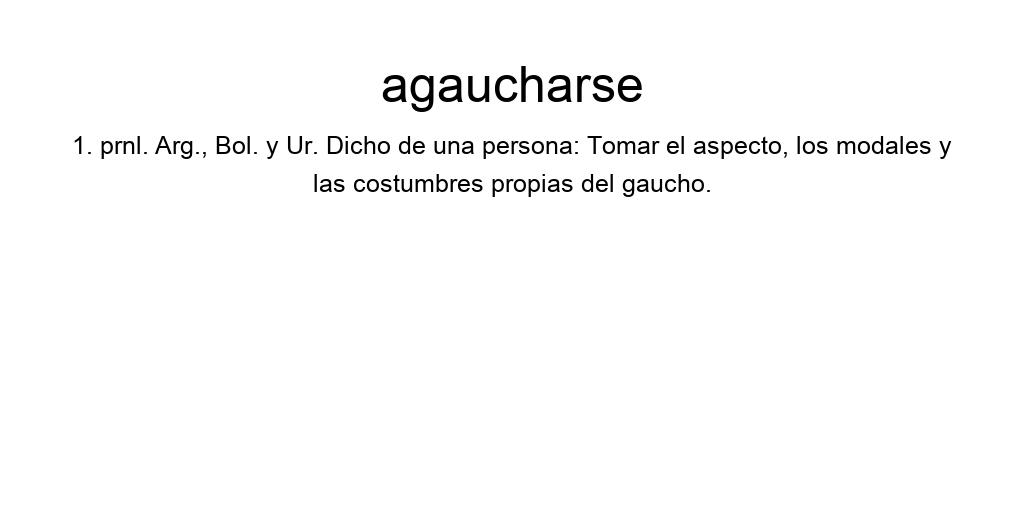 agaucharse
1. prnl. Arg., Bol. y Ur. Dicho de una persona: Tomar el aspecto, los modales y
las costumbres propias del gaucho.